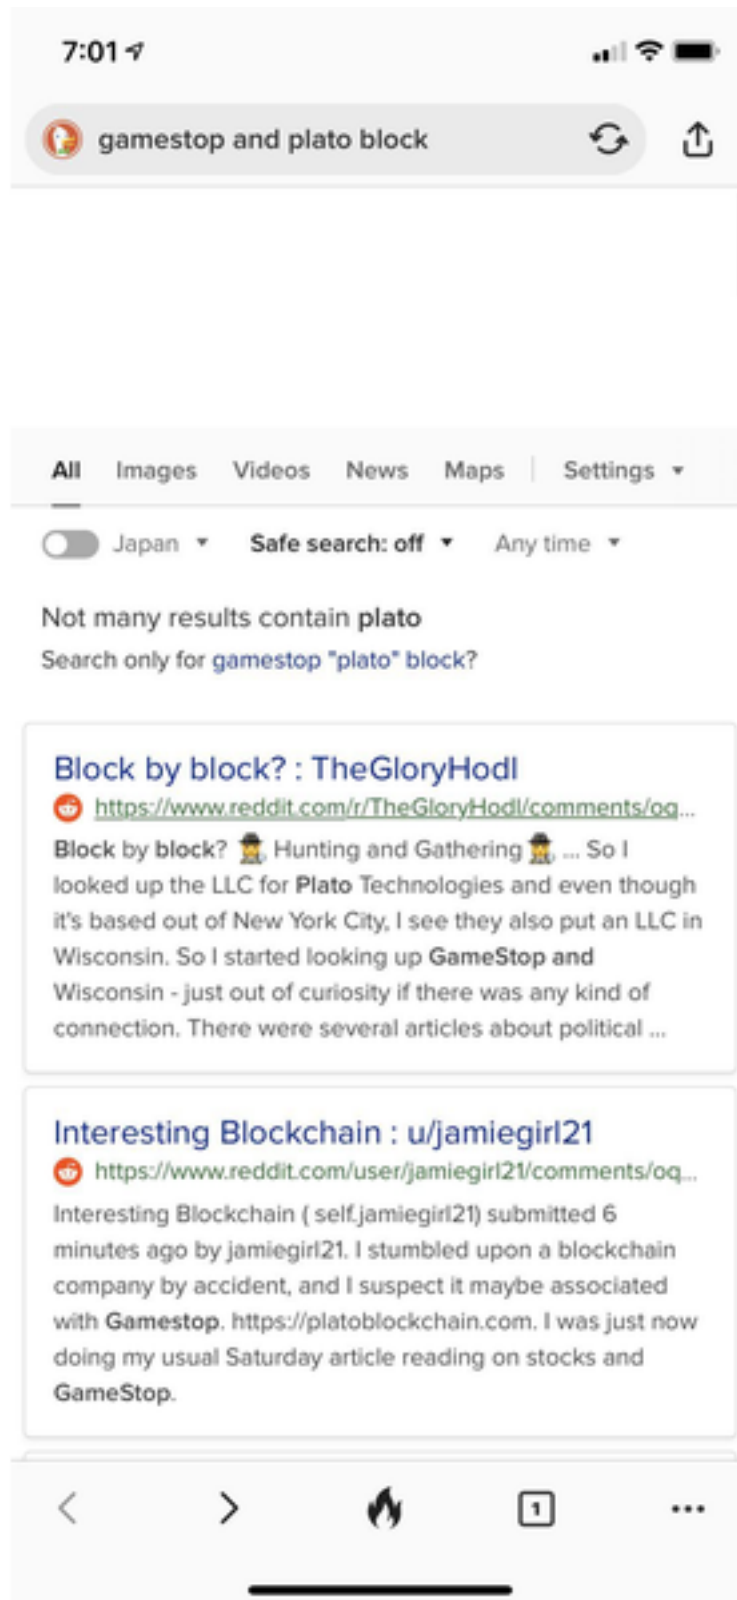 7:01
gamestop and plato block
All Images Videos News Maps Settings
Japan Safe search: off Any time
Not many results contain plato
Search only for gamestop "plato" block?
Block by block? : TheGloryHodl
https://www.reddit.com/r/TheGloryHodl/comments/oq...
Block by block? 🕵️ Hunting and Gathering 🕵️ ... So I
looked up the LLC for Plato Technologies and even though
it's based out of New York City, I see they also put an LLC in
Wisconsin. So I started looking up GameStop and
Wisconsin - just out of curiosity if there was any kind of
connection. There were several articles about political ...
Interesting Blockchain : u/jamiegirl21
https://www.reddit.com/user/jamiegirl21/comments/oq...
Interesting Blockchain ( self.jamiegirl21) submitted 6
minutes ago by jamiegirl21. I stumbled upon a blockchain
company by accident, and I suspect it maybe associated
with Gamestop. https://platoblockchain.com. I was just now
doing my usual Saturday article reading on stocks and
GameStop.
1